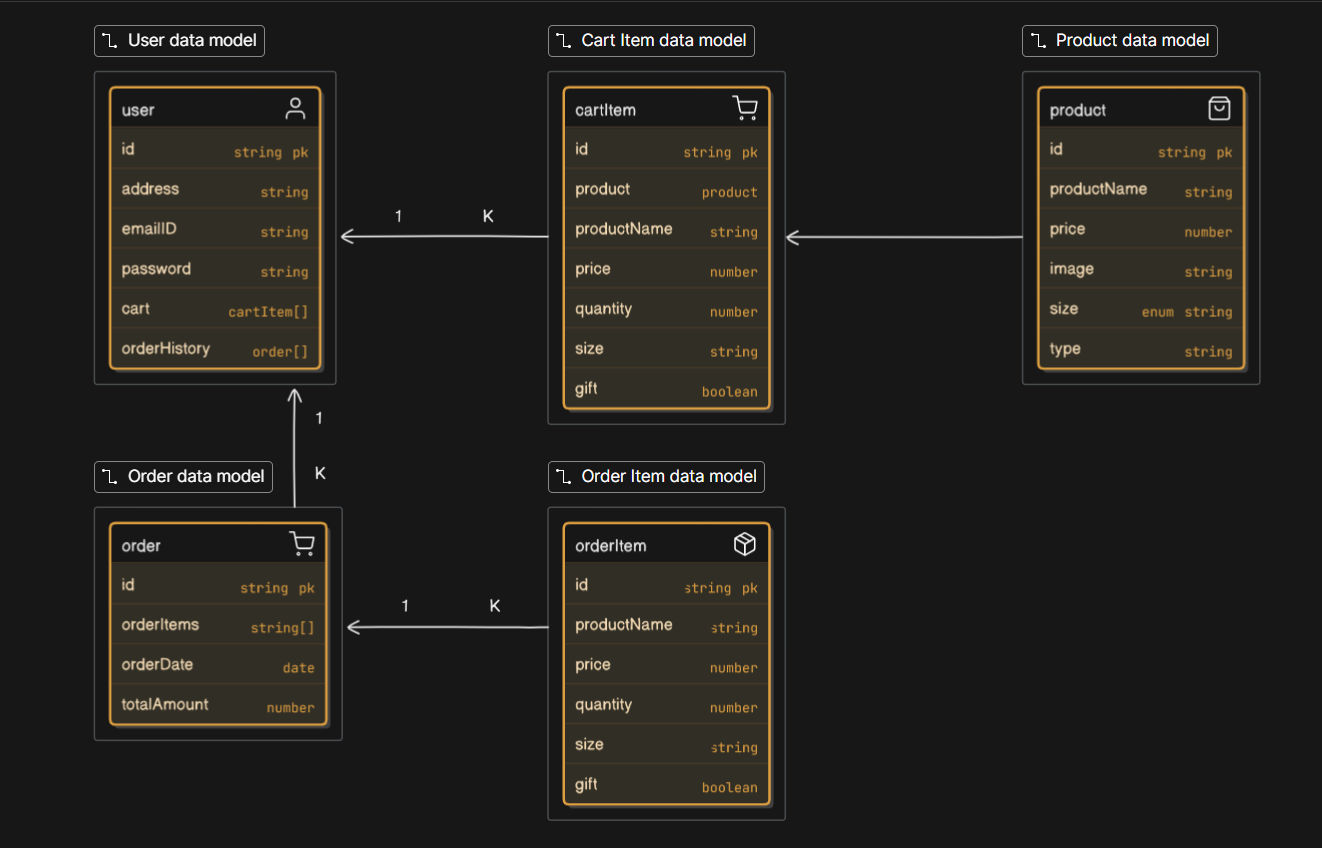 User data model
Cart Item data model
Product data model
user
id string pk
address string
emailID string
password string
cart cartItem[]
orderHistory order[]
1 K
cartItem
id string pk
product product
productName string
price number
quantity number
size string
gift boolean
product
id string pk
productName string
price number
image string
size enum string
type string
1
K
Order data model
Order Item data model
order
id string pk
orderItems string[]
orderDate date
totalAmount number
1 K
orderItem
id string pk
productName string
price number
quantity number
size string
gift boolean